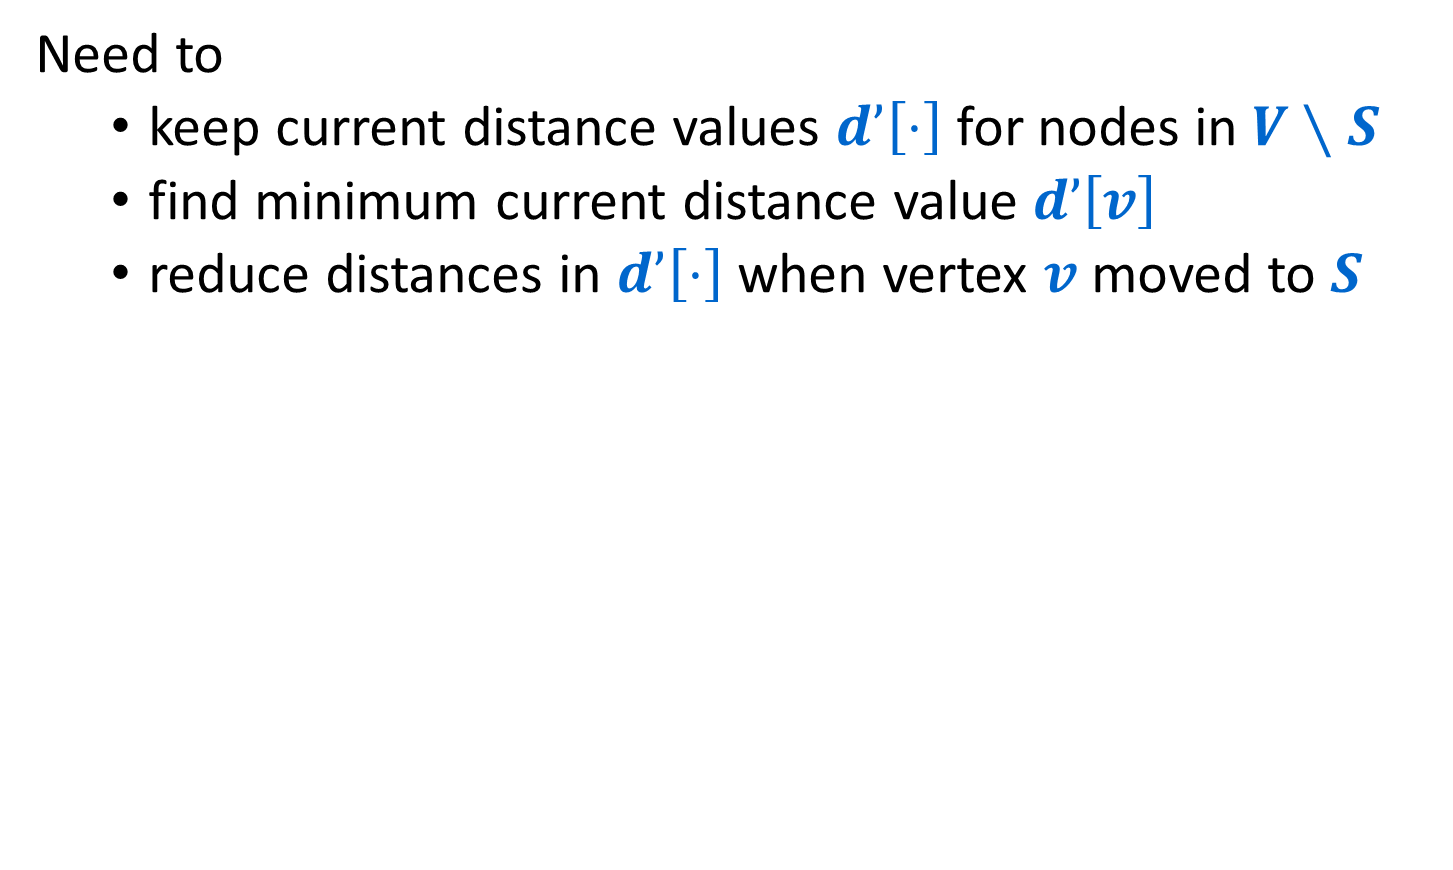 Need to
• keep current distance values d’[·] for nodes in V \ S
• find minimum current distance value d’[v]
• reduce distances in d’[·] when vertex v moved to S